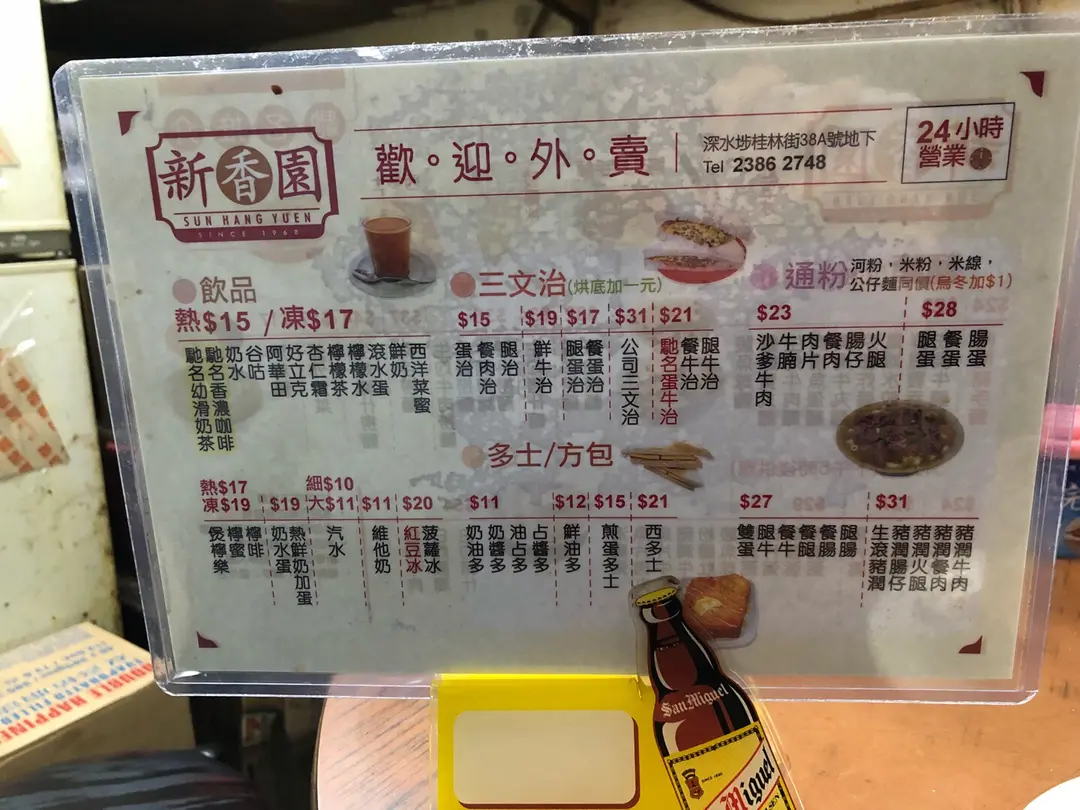 新香園
SUN HANG YUEN
SINCE 1968
歡。迎。外。賣
深水埗桂林街38A號地下
Tel 2386 2748
24小時
營業
飲品
熱$15 / 凍$17
馳名幼滑奶茶
馳名香濃咖啡
奶水
谷咕
阿華田
好立克
杏仁霜
檸檬茶
檸檬水
滾水蛋
鮮奶
西洋菜蜜
熱$17
凍$19
煲檸樂
檸蜜
檸啡
$19
奶水蛋
熱鮮奶加蛋
細$10
大$11
汽水
$11
維他奶
$20
紅豆冰
菠蘿冰
三文治(烘底加一元)
$15
蛋治
餐肉治
腿治
$19
鮮牛治
$17
腿蛋治
餐蛋治
$31
公司三文治
$21
馳名蛋牛治
餐牛治
腿牛治
多士/方包
$11
奶油多
奶醬多
油占多
占醬多
$12
鮮油多
$15
煎蛋多士
$21
西多士
通粉
河粉，米粉，米線，
公仔麵同價(烏冬加$1)
$23
沙爹牛肉
牛腩
肉片
餐肉
腸仔
火腿
$28
腿蛋
餐蛋
腸蛋
$27
雙蛋
腿牛
餐牛
餐腿
餐腸
腿腸
$31
生滾豬潤
豬潤腸仔
豬潤火腿
豬潤餐肉
豬潤牛肉
San Miguel
SINCE 1890
Miguel
DOUBLE HAPPINE